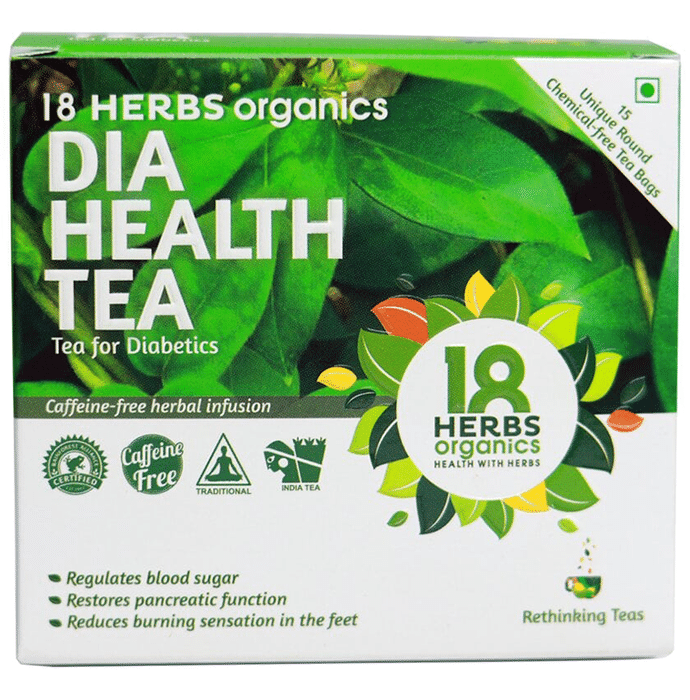 18 HERBS organics
DIA
HEALTH
TEA
Tea for Diabetics
15
Unique Round
Chemical-free Tea Bags
Caffeine-free herbal infusion
RAINFOREST ALLIANCE
CERTIFIED
Caffeine
Free
TRADITIONAL
INDIA TEA
18
HERBS
organics
HEALTH WITH HERBS
Regulates blood sugar
Restores pancreatic function
Reduces burning sensation in the feet
Rethinking Teas